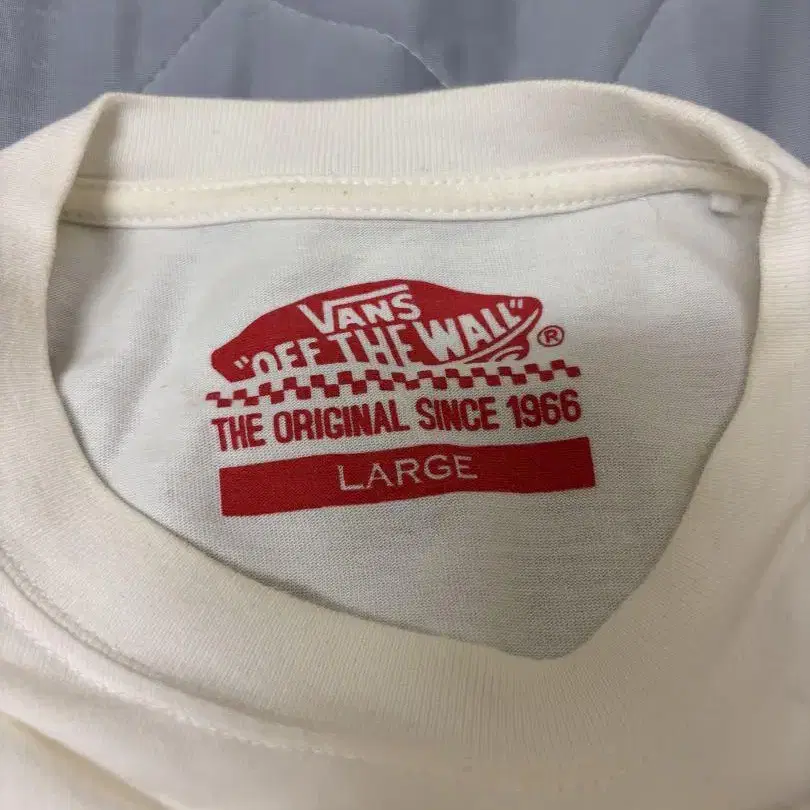 VANS
"OFF THE WALL"
®
THE ORIGINAL SINCE 1966
LARGE